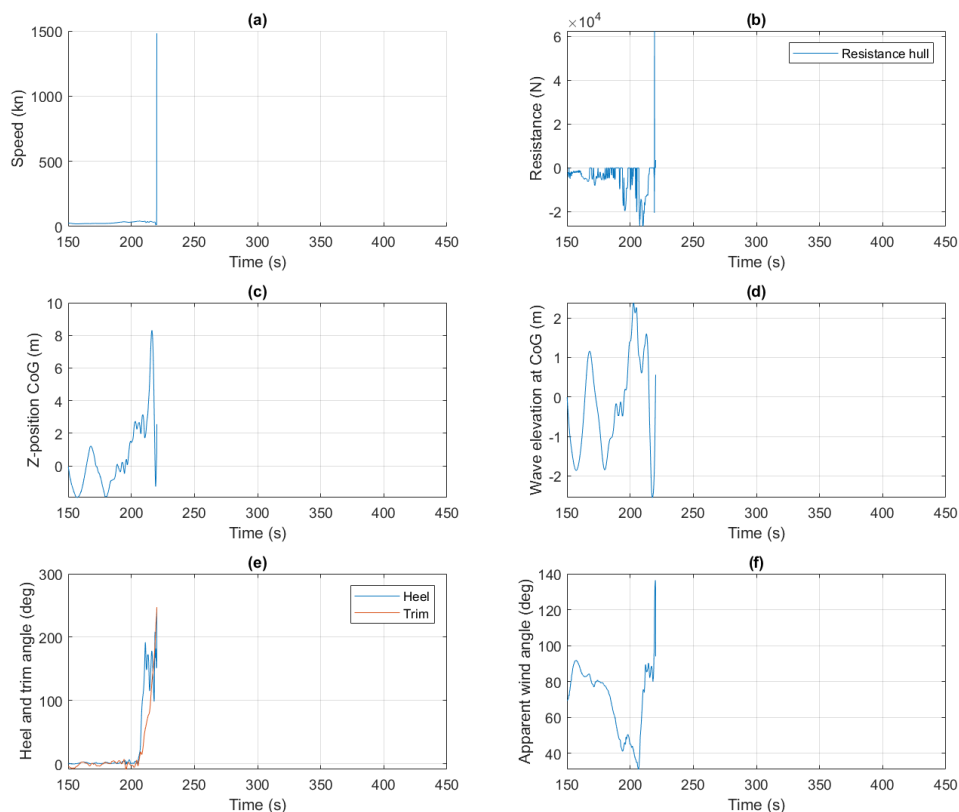 (a)
1500
1000
500
0
Speed (kn)
150 200 250 300 350 400 450
Time (s)
(b)
×10⁴
6
4
2
0
-2
Resistance (N)
Resistance hull
150 200 250 300 350 400 450
Time (s)
(c)
10
8
6
4
2
0
Z-position CoG (m)
150 200 250 300 350 400 450
Time (s)
(d)
2
1
0
-1
-2
Wave elevation at CoG (m)
150 200 250 300 350 400 450
Time (s)
(e)
300
200
100
0
Heel and trim angle (deg)
Heel
Trim
150 200 250 300 350 400 450
Time (s)
(f)
140
120
100
80
60
40
Apparent wind angle (deg)
150 200 250 300 350 400 450
Time (s)